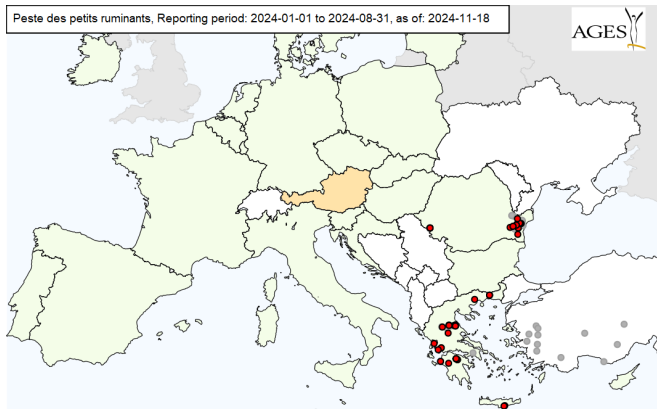 Peste des petits ruminants, Reporting period: 2024-01-01 to 2024-08-31, as of: 2024-11-18
AGES